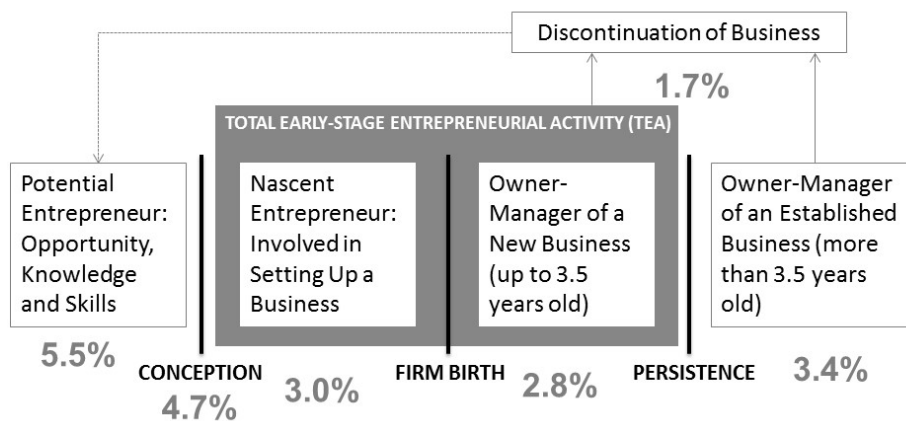 Discontinuation of Business
1.7%
TOTAL EARLY-STAGE ENTREPRENEURIAL ACTIVITY (TEA)
Potential
Entrepreneur:
Opportunity,
Knowledge
and Skills
5.5%
CONCEPTION
4.7%
Nascent
Entrepreneur:
Involved in
Setting Up a
Business
3.0%
FIRM BIRTH
Owner-
Manager of a
New Business
(up to 3.5
years old)
2.8%
PERSISTENCE
Owner-Manager
of an Established
Business (more
than 3.5 years
old)
3.4%